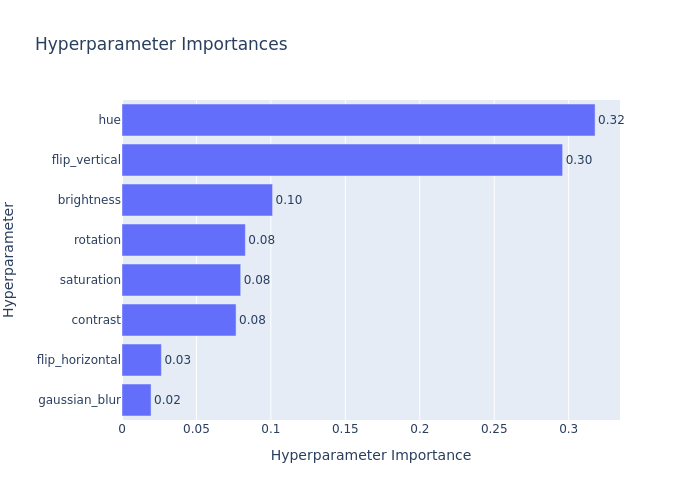 Hyperparameter Importances
hue 0.32
flip_vertical 0.30
brightness 0.10
rotation 0.08
saturation 0.08
contrast 0.08
flip_horizontal 0.03
gaussian_blur 0.02
0 0.05 0.1 0.15 0.2 0.25 0.3
Hyperparameter Importance
Hyperparameter